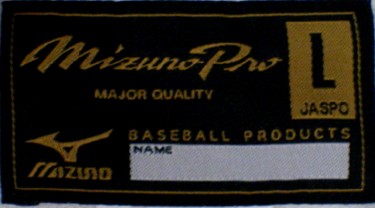 Mizuno Pro
L
JASPO
MAJOR QUALITY
BASEBALL PRODUCTS
MIZUNO
NAME